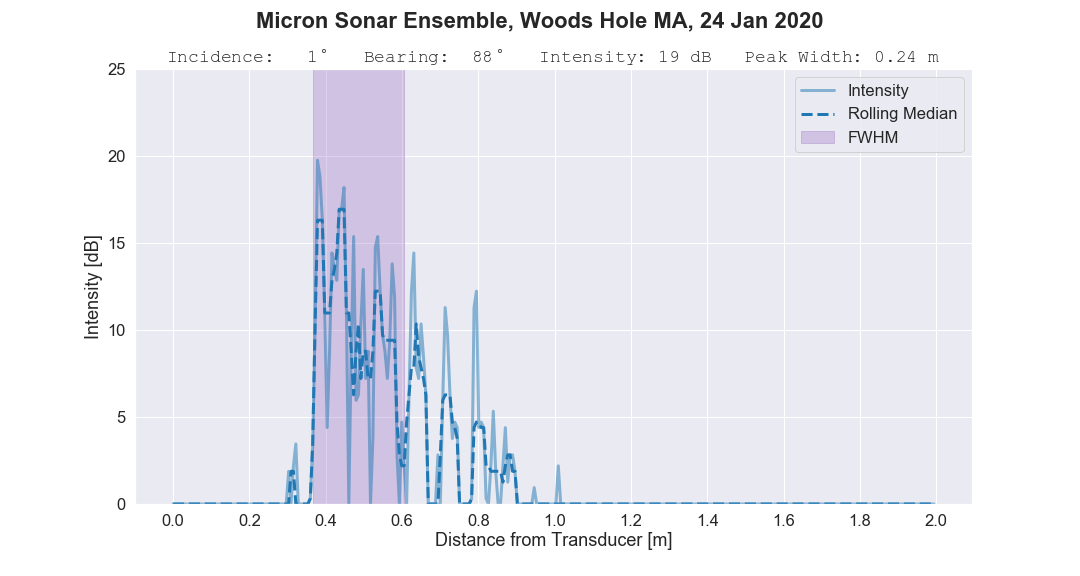 Micron Sonar Ensemble, Woods Hole MA, 24 Jan 2020
Incidence: 1° Bearing: 88° Intensity: 19 dB Peak Width: 0.24 m
25
20
15
10
5
0
Intensity [dB]
Intensity
Rolling Median
FWHM
0.0 0.2 0.4 0.6 0.8 1.0 1.2 1.4 1.6 1.8 2.0
Distance from Transducer [m]